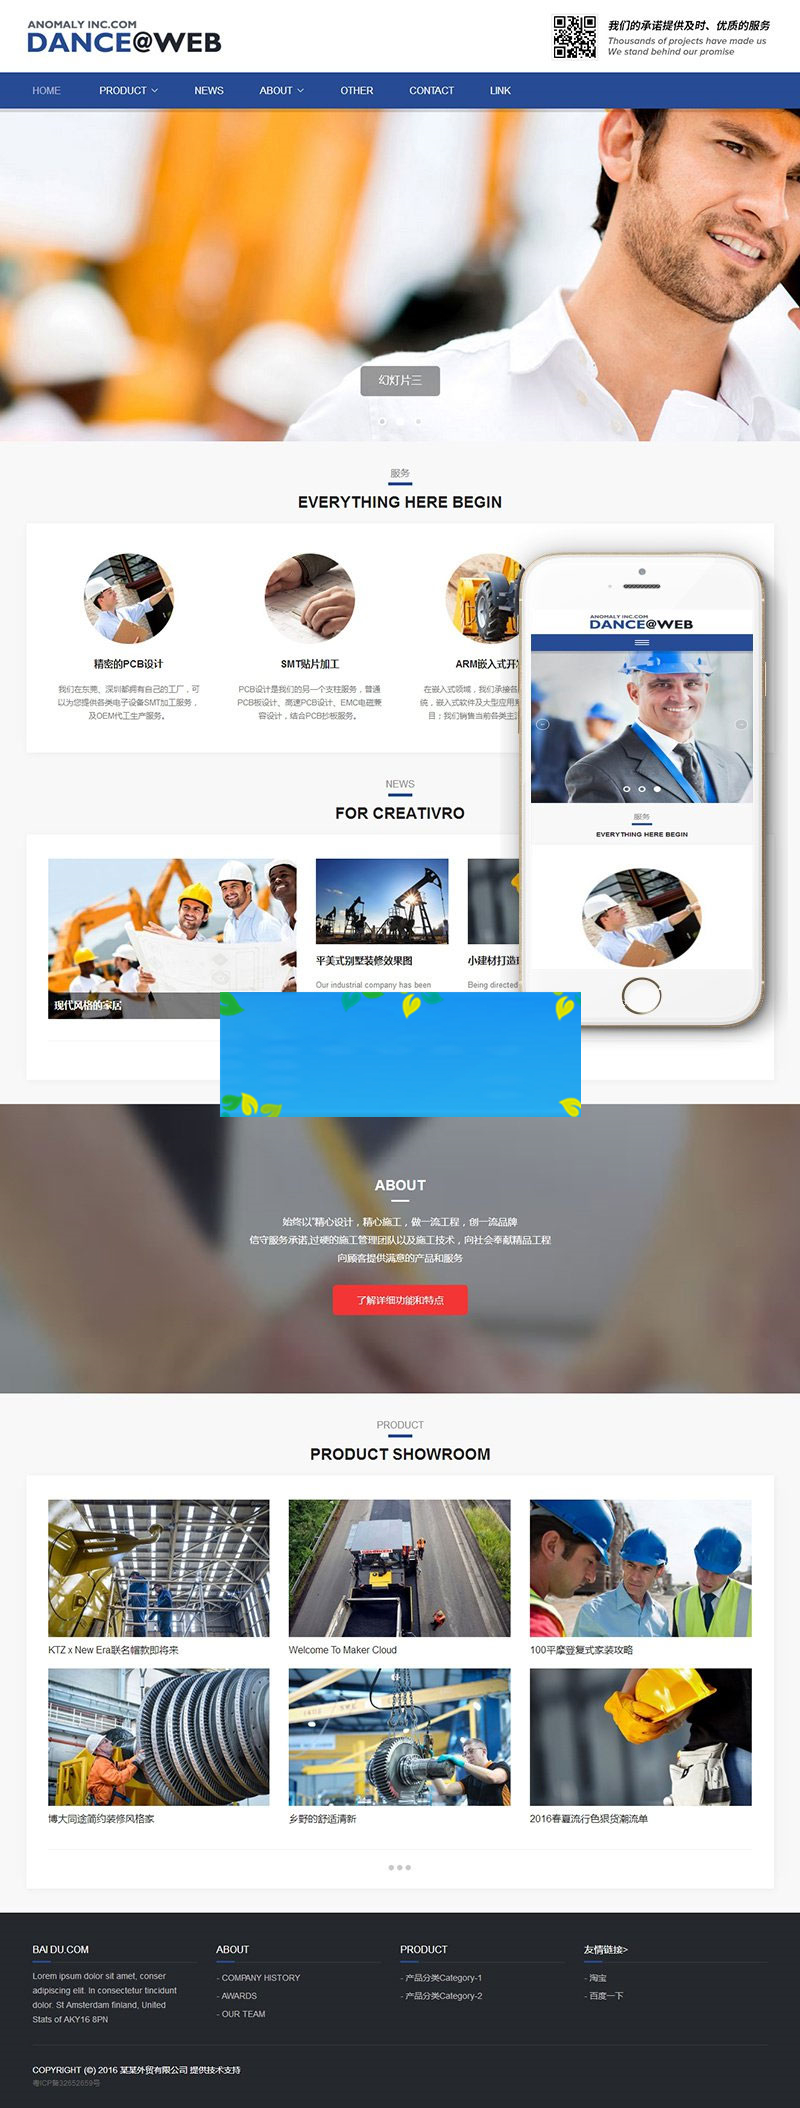 ANOMALY INC.COM
DANCE@WEB
我们的承诺提供及时、优质的服务
Thousands of projects have made us
We stand behind our promise
HOME PRODUCT NEWS ABOUT OTHER CONTACT LINK
幻灯片三
服务
EVERYTHING HERE BEGIN
精密的PCB设计
我们在东莞、深圳都拥有自己的工厂，可
以为您提供各类电子设备SMT加工服务，
及OEM代工生产服务。
SMT贴片加工
PCB设计是我们的另一个支柱服务，普通
PCB板设计、高速PCB设计、EMC电磁兼
容设计，结合PCB抄板服务。
ARM嵌入式开
在嵌入式领域，我们承接各
统，嵌入式软件及大型应用
目；我们销售当前各类主
ANOMALY INC.COM
DANCE@WEB
服务
EVERYTHING HERE BEGIN
NEWS
FOR CREATIVRO
现代风格的家居
平美式别墅装修效果图
Our industrial company has been
小建材打造
Being directed
ABOUT
始终以“精心设计，精心施工，做一流工程，创一流品牌
信守服务承诺,过硬的施工管理团队以及施工技术，向社会奉献精品工程
向顾客提供满意的产品和服务
了解详细功能和特点
PRODUCT
PRODUCT SHOWROOM
KTZ x New Era联名帽款即将来
Welcome To Maker Cloud
100平摩登复式家装攻略
博大同途简约装修风格家
乡野的舒适清新
2016春夏流行色狠货潮流单
BAIDU.COM
Lorem ipsum dolor sit amet, conser
adipiscing elit. In consectetur tincidunt
dolor. St Amsterdam finland, United
Stats of AKY16 8PN
ABOUT
- COMPANY HISTORY
- AWARDS
- OUR TEAM
PRODUCT
- 产品分类Category-1
- 产品分类Category-2
友情链接>
- 淘宝
- 百度一下
COPYRIGHT (©) 2016 某某外贸有限公司 提供技术支持